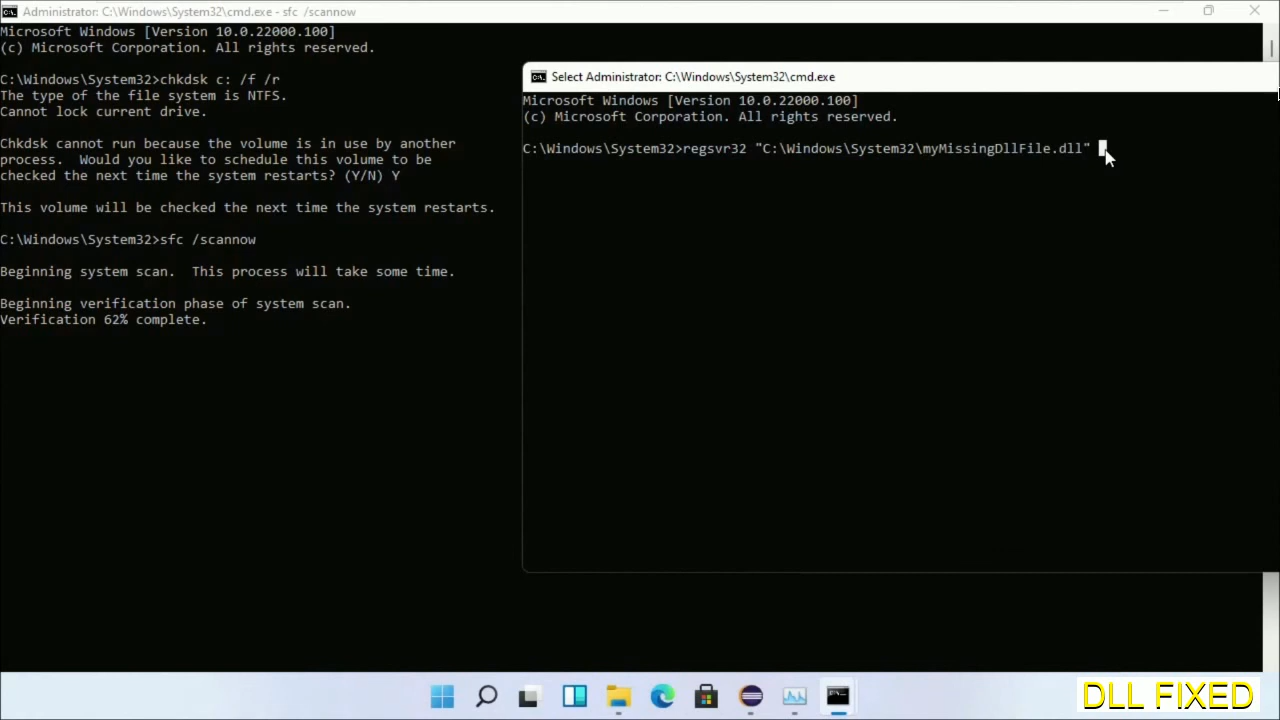 Administrator: C:\Windows\System32\cmd.exe - sfc /scannow
Microsoft Windows [Version 10.0.22000.100]
(c) Microsoft Corporation. All rights reserved.
C:\Windows\System32>chkdsk c: /f /r
The type of the file system is NTFS.
Cannot lock current drive.
Chkdsk cannot run because the volume is in use by another
process.  Would you like to schedule this volume to be
checked the next time the system restarts? (Y/N) Y
This volume will be checked the next time the system restarts.
C:\Windows\System32>sfc /scannow
Beginning system scan.  This process will take some time.
Beginning verification phase of system scan.
Verification 62% complete.
Select Administrator: C:\Windows\System32\cmd.exe
Microsoft Windows [Version 10.0.22000.100]
(c) Microsoft Corporation. All rights reserved.
C:\Windows\System32>regsvr32 "C:\Windows\System32\myMissingDllFile.dll"
DLL FIXED